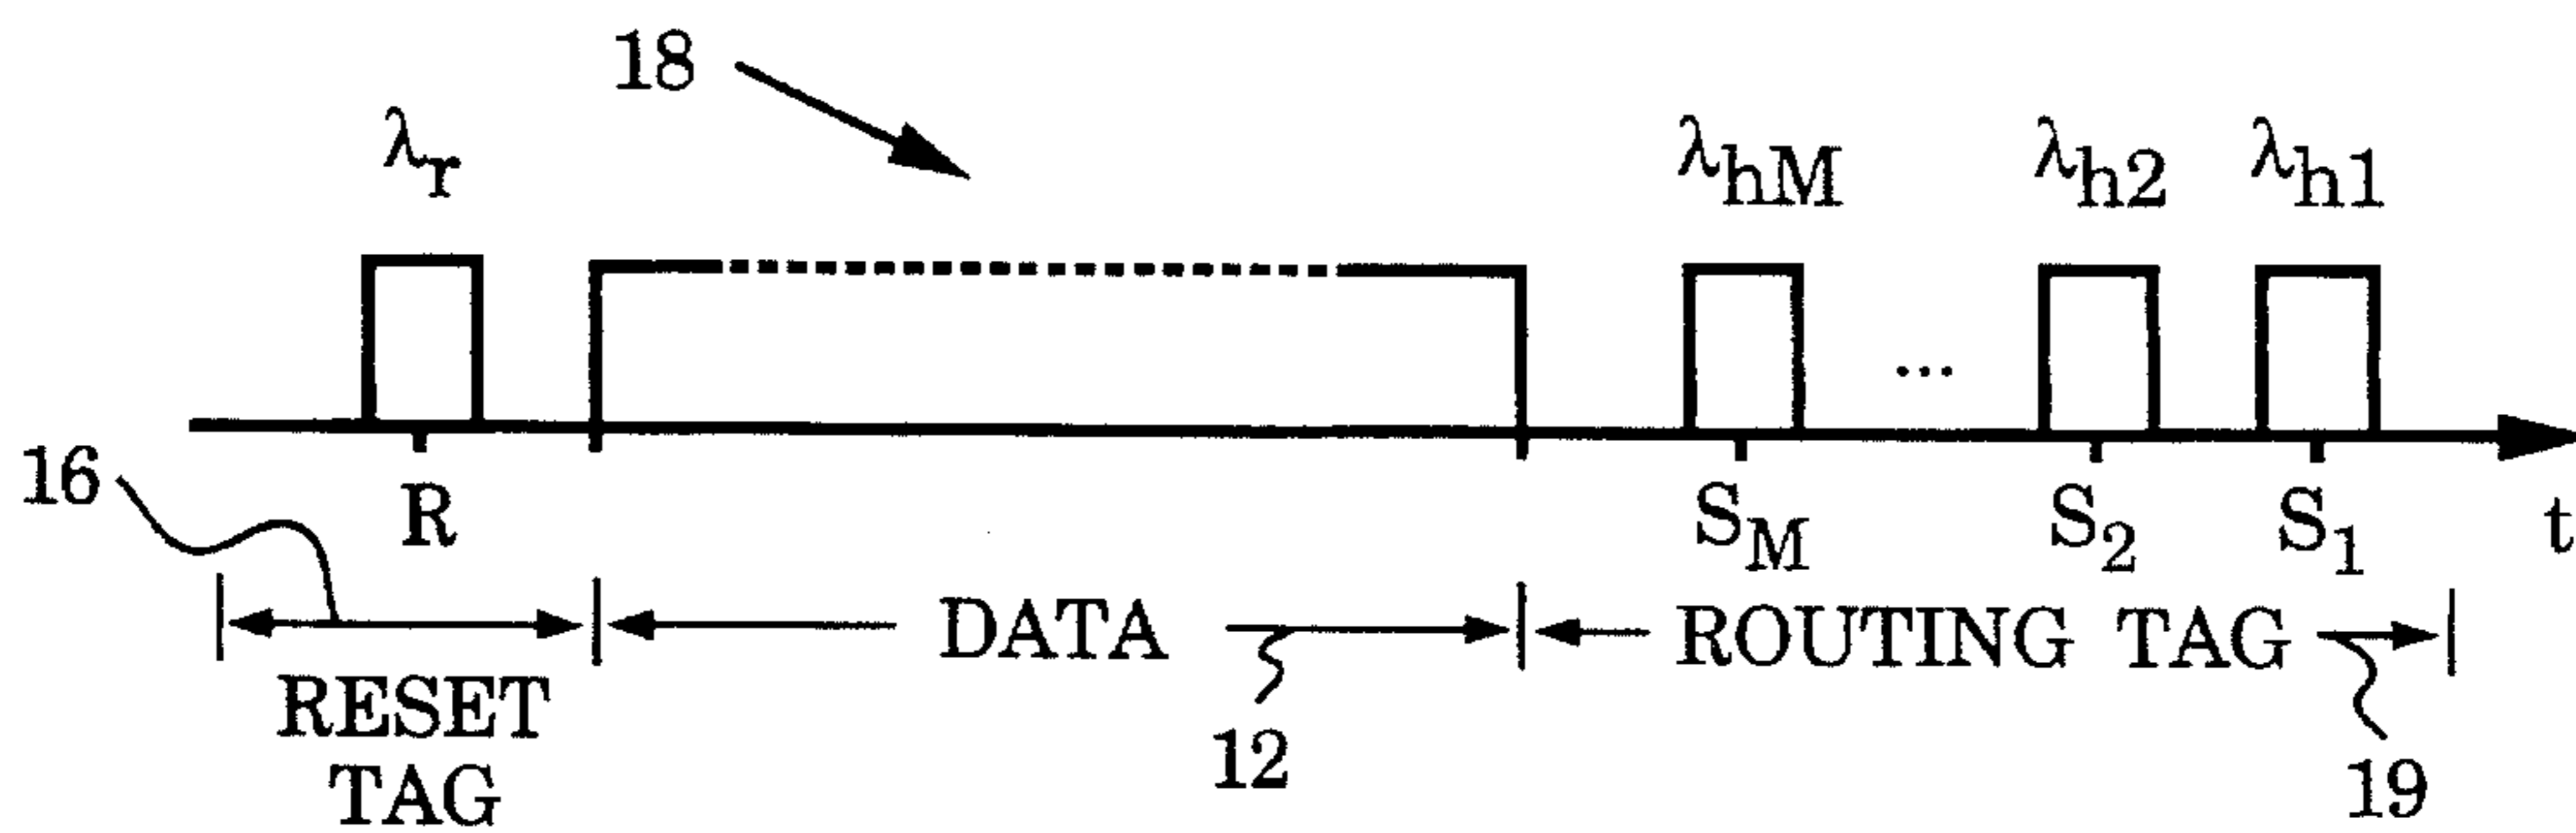 18
λr λhM λh2 λh1
...
16 R SM S2 S1 t
DATA ROUTING TAG
RESET
TAG
12 19